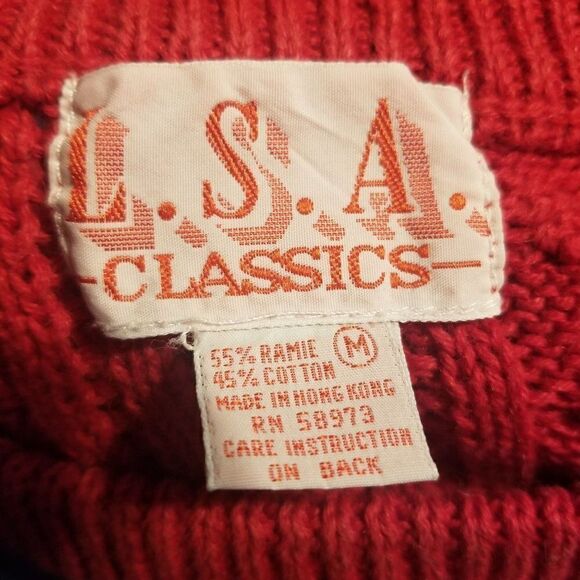 L.S.A.
-CLASSICS-
55% RAMIE M
45% COTTON
MADE IN HONG KONG
RN 58973
CARE INSTRUCTION
ON BACK